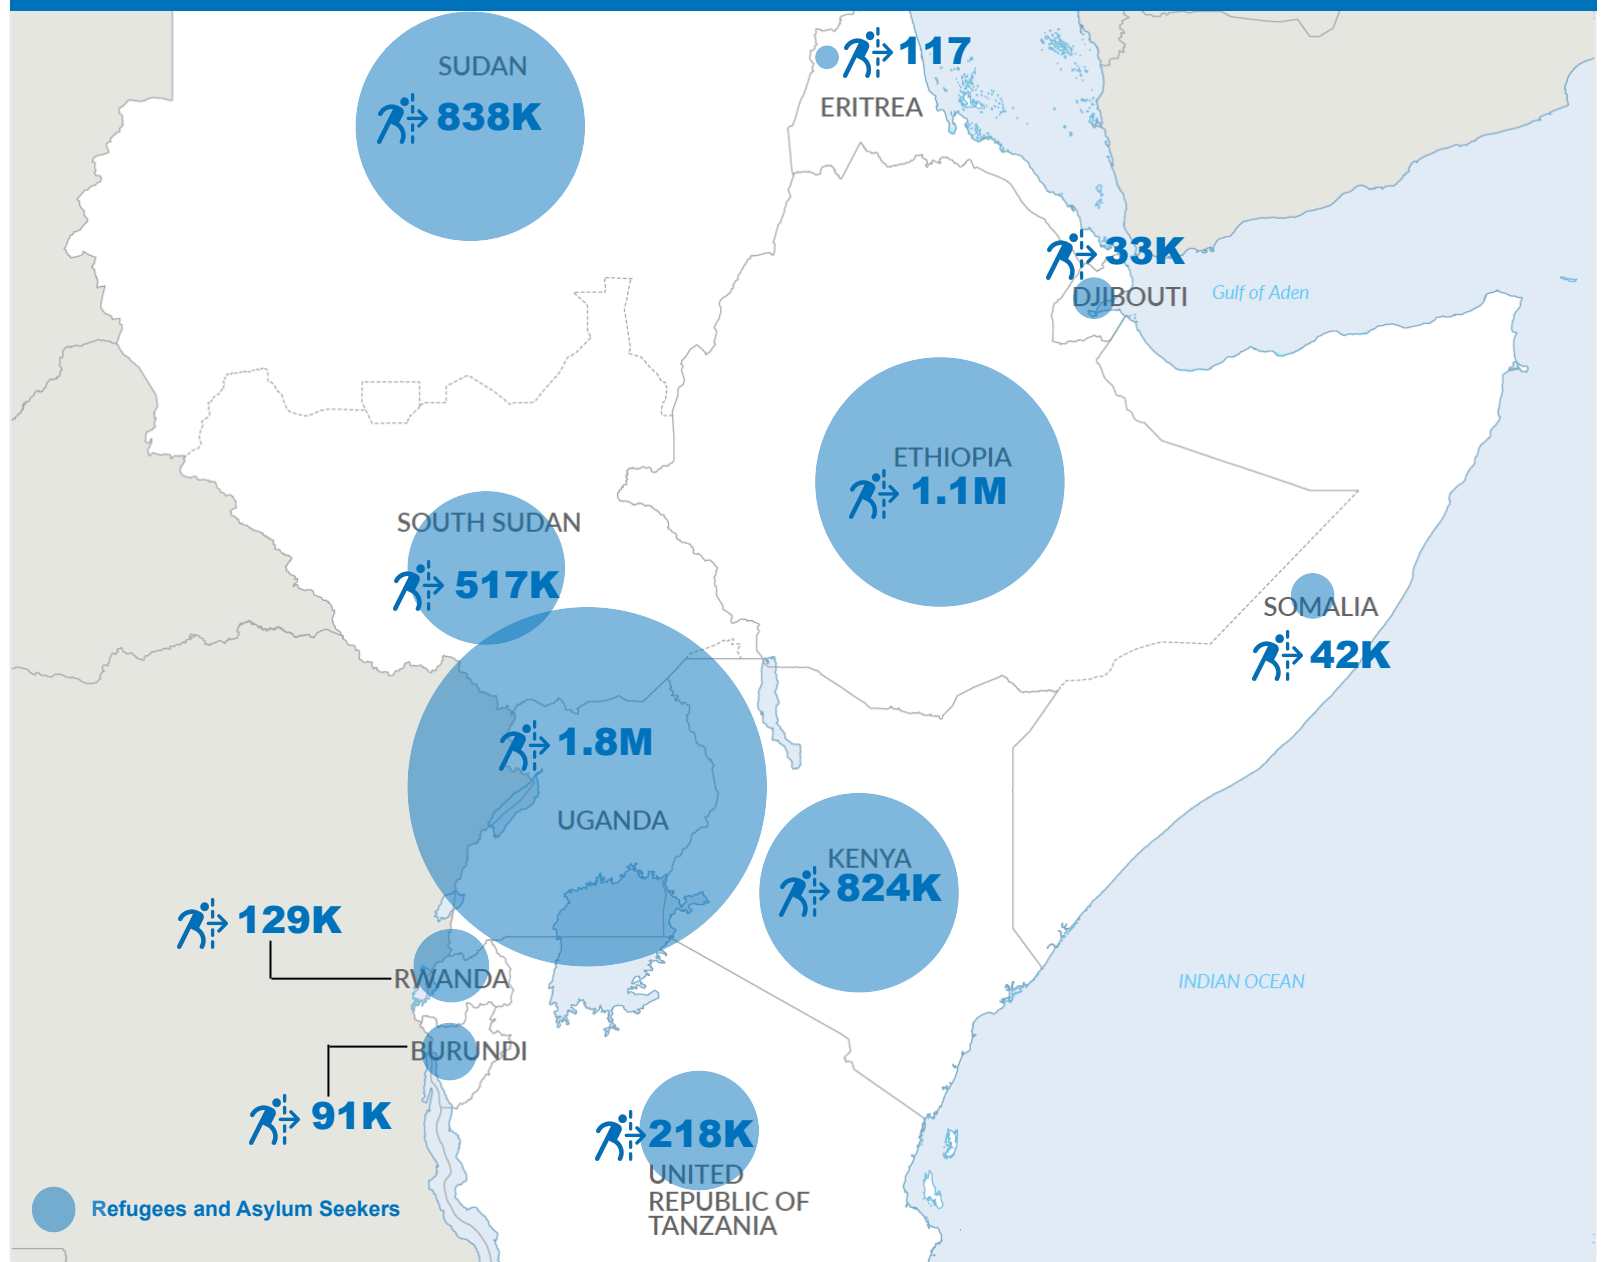 SUDAN
838K
117
ERITREA
33K
DJIBOUTI
Gulf of Aden
ETHIOPIA
1.1M
SOUTH SUDAN
517K
SOMALIA
42K
1.8M
UGANDA
KENYA
824K
129K
RWANDA
INDIAN OCEAN
BURUNDI
91K
218K
UNITED
REPUBLIC OF
TANZANIA
Refugees and Asylum Seekers